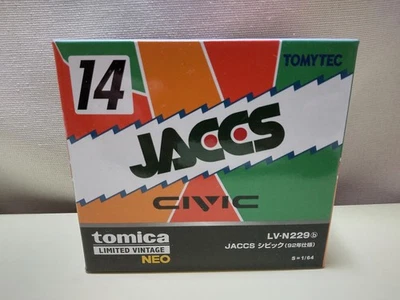 14
TOMYTEC
JACCS
CIVIC
tomica
LIMITED VINTAGE
NEO
LV-N229ⓑ
JACCS シビック(92年仕様)
S=1/64